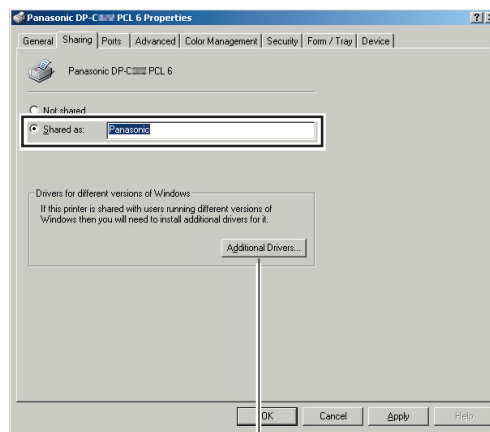 Panasonic DP-C PCL 6 Properties
General Sharing Ports Advanced Color Management Security Form / Tray Device
Panasonic DP-C PCL 6
Not shared
Shared as: Panasonic
Drivers for different versions of Windows
If this printer is shared with users running different versions of
Windows then you will need to install additional drivers for it.
Additional Drivers...
OK Cancel Apply Help